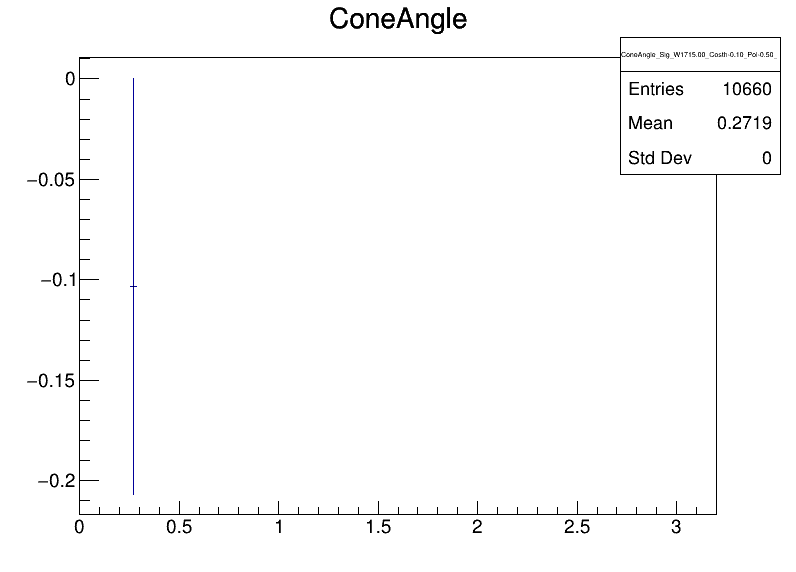 ConeAngle
ConeAngle_Sig_W1715.00_Costh-0.10_Pol-0.50_
Entries 10660
Mean 0.2719
Std Dev 0
0
−0.05
−0.1
−0.15
−0.2
0 0.5 1 1.5 2 2.5 3